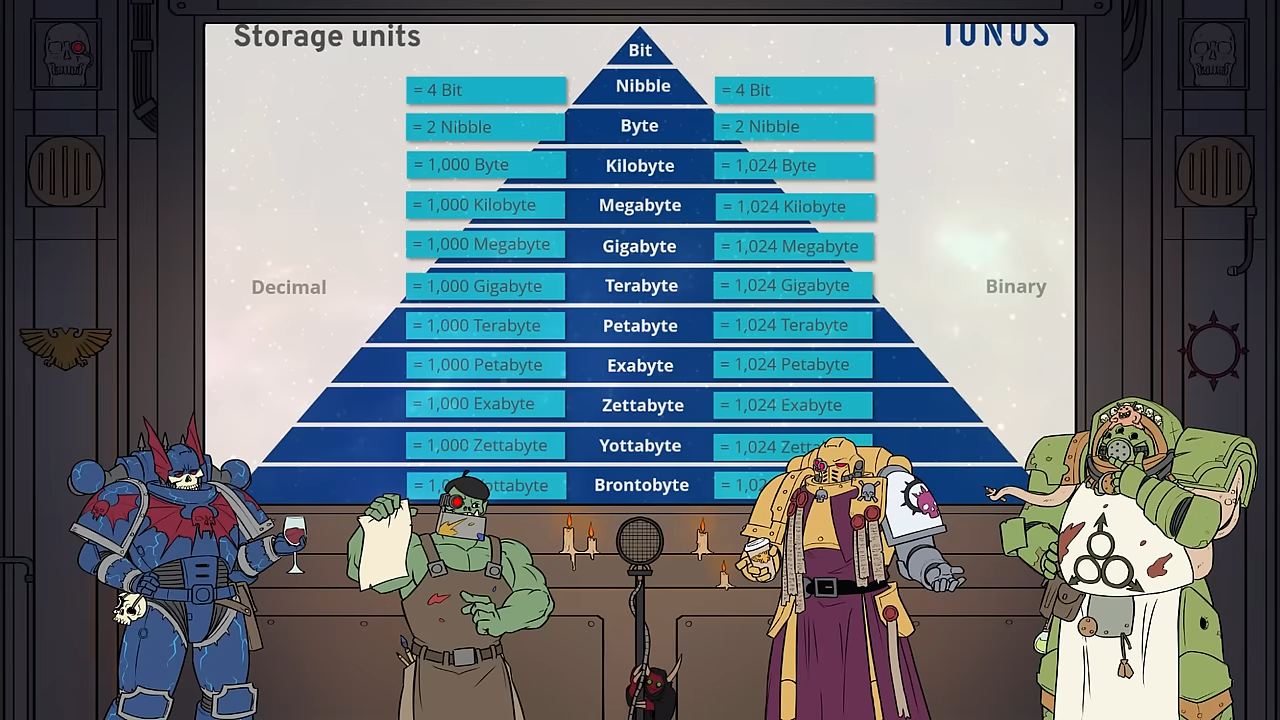 Storage units
IONOS
Bit
= 4 Bit
Nibble
= 4 Bit
= 2 Nibble
Byte
= 2 Nibble
= 1,000 Byte
Kilobyte
= 1,024 Byte
= 1,000 Kilobyte
Megabyte
= 1,024 Kilobyte
= 1,000 Megabyte
Gigabyte
= 1,024 Megabyte
Decimal
= 1,000 Gigabyte
Terabyte
= 1,024 Gigabyte
Binary
= 1,000 Terabyte
Petabyte
= 1,024 Terabyte
= 1,000 Petabyte
Exabyte
= 1,024 Petabyte
= 1,000 Exabyte
Zettabyte
= 1,024 Exabyte
= 1,000 Zettabyte
Yottabyte
= 1,024
Brontobyte